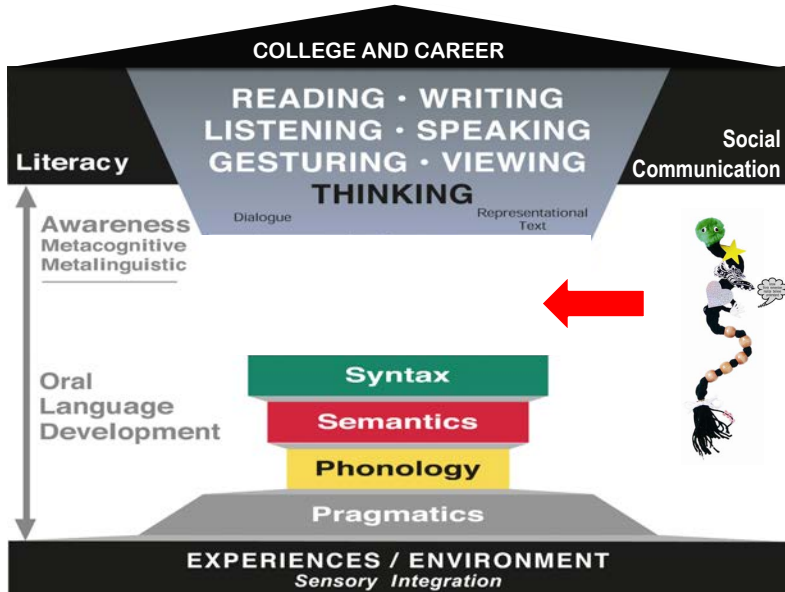 COLLEGE AND CAREER
READING · WRITING
LISTENING · SPEAKING
GESTURING · VIEWING
THINKING
Dialogue
Representational
Text
Literacy
Social
Communication
Awareness
Metacognitive
Metalinguistic
Oral
Language
Development
Syntax
Semantics
Phonology
Pragmatics
EXPERIENCES / ENVIRONMENT
Sensory Integration